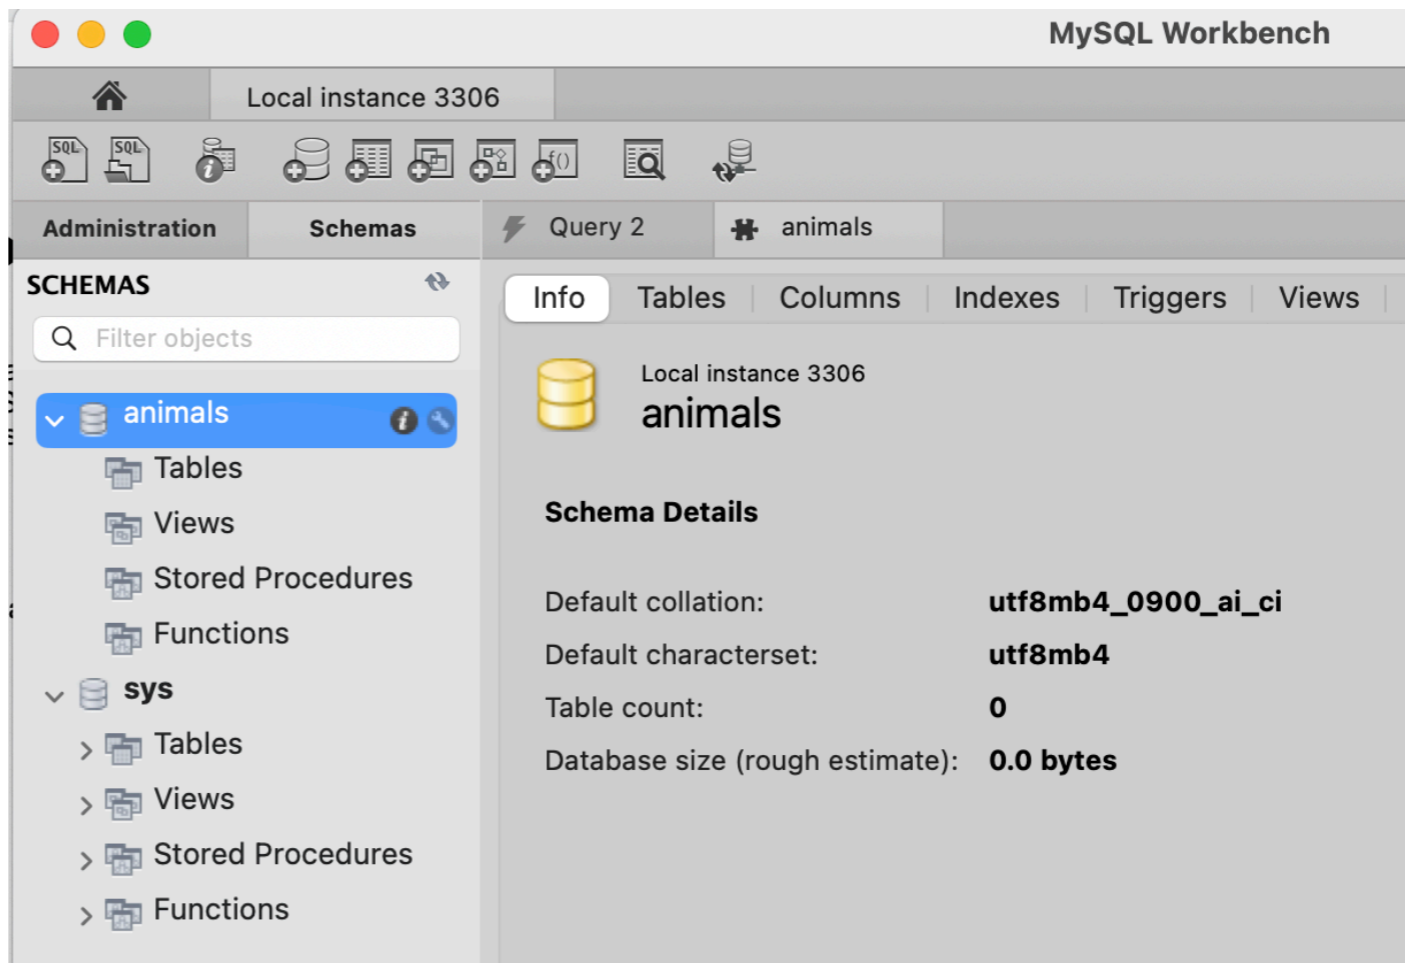 MySQL Workbench
Local instance 3306
SQL SQL f()
Administration Schemas Query 2 animals
SCHEMAS
Filter objects
animals
Tables
Views
Stored Procedures
Functions
sys
Tables
Views
Stored Procedures
Functions
Info Tables Columns Indexes Triggers Views
Local instance 3306
animals
Schema Details
Default collation: utf8mb4_0900_ai_ci
Default characterset: utf8mb4
Table count: 0
Database size (rough estimate): 0.0 bytes